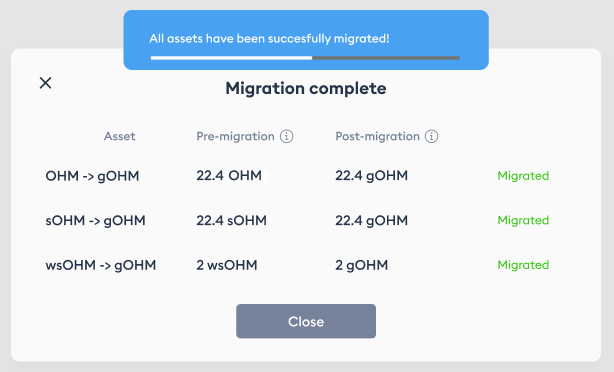 All assets have been succesfully migrated!
Migration complete
Asset Pre-migration Post-migration
OHM -> gOHM 22.4 OHM 22.4 gOHM Migrated
sOHM -> gOHM 22.4 sOHM 22.4 gOHM Migrated
wsOHM -> gOHM 2 wsOHM 2 gOHM Migrated
Close